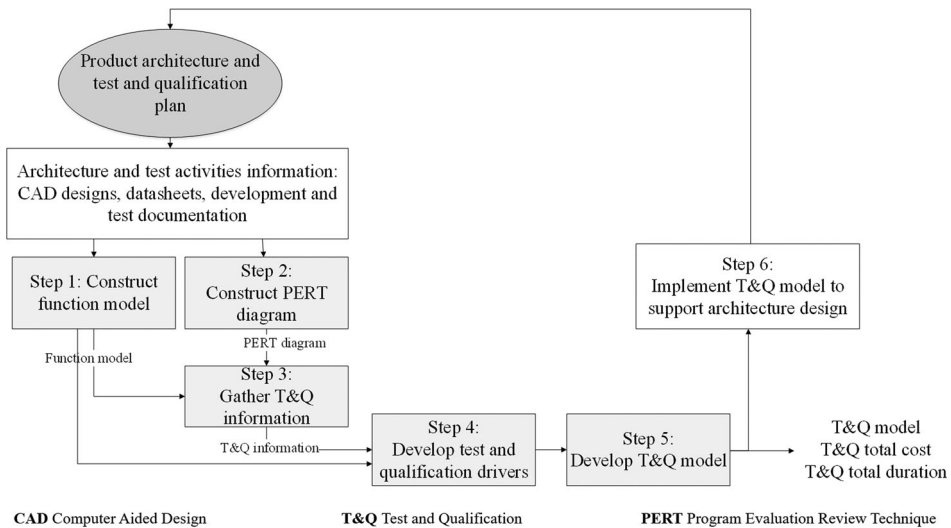 Product architecture and
test and qualification
plan
Architecture and test activities information:
CAD designs, datasheets, development and
test documentation
Step 1: Construct
function model
Step 2:
Construct PERT
diagram
Function model
PERT diagram
Step 3:
Gather T&Q
information
T&Q information
Step 4:
Develop test and
qualification drivers
Step 5:
Develop T&Q model
Step 6:
Implement T&Q model to
support architecture design
T&Q model
T&Q total cost
T&Q total duration
CAD Computer Aided Design
T&Q Test and Qualification
PERT Program Evaluation Review Technique